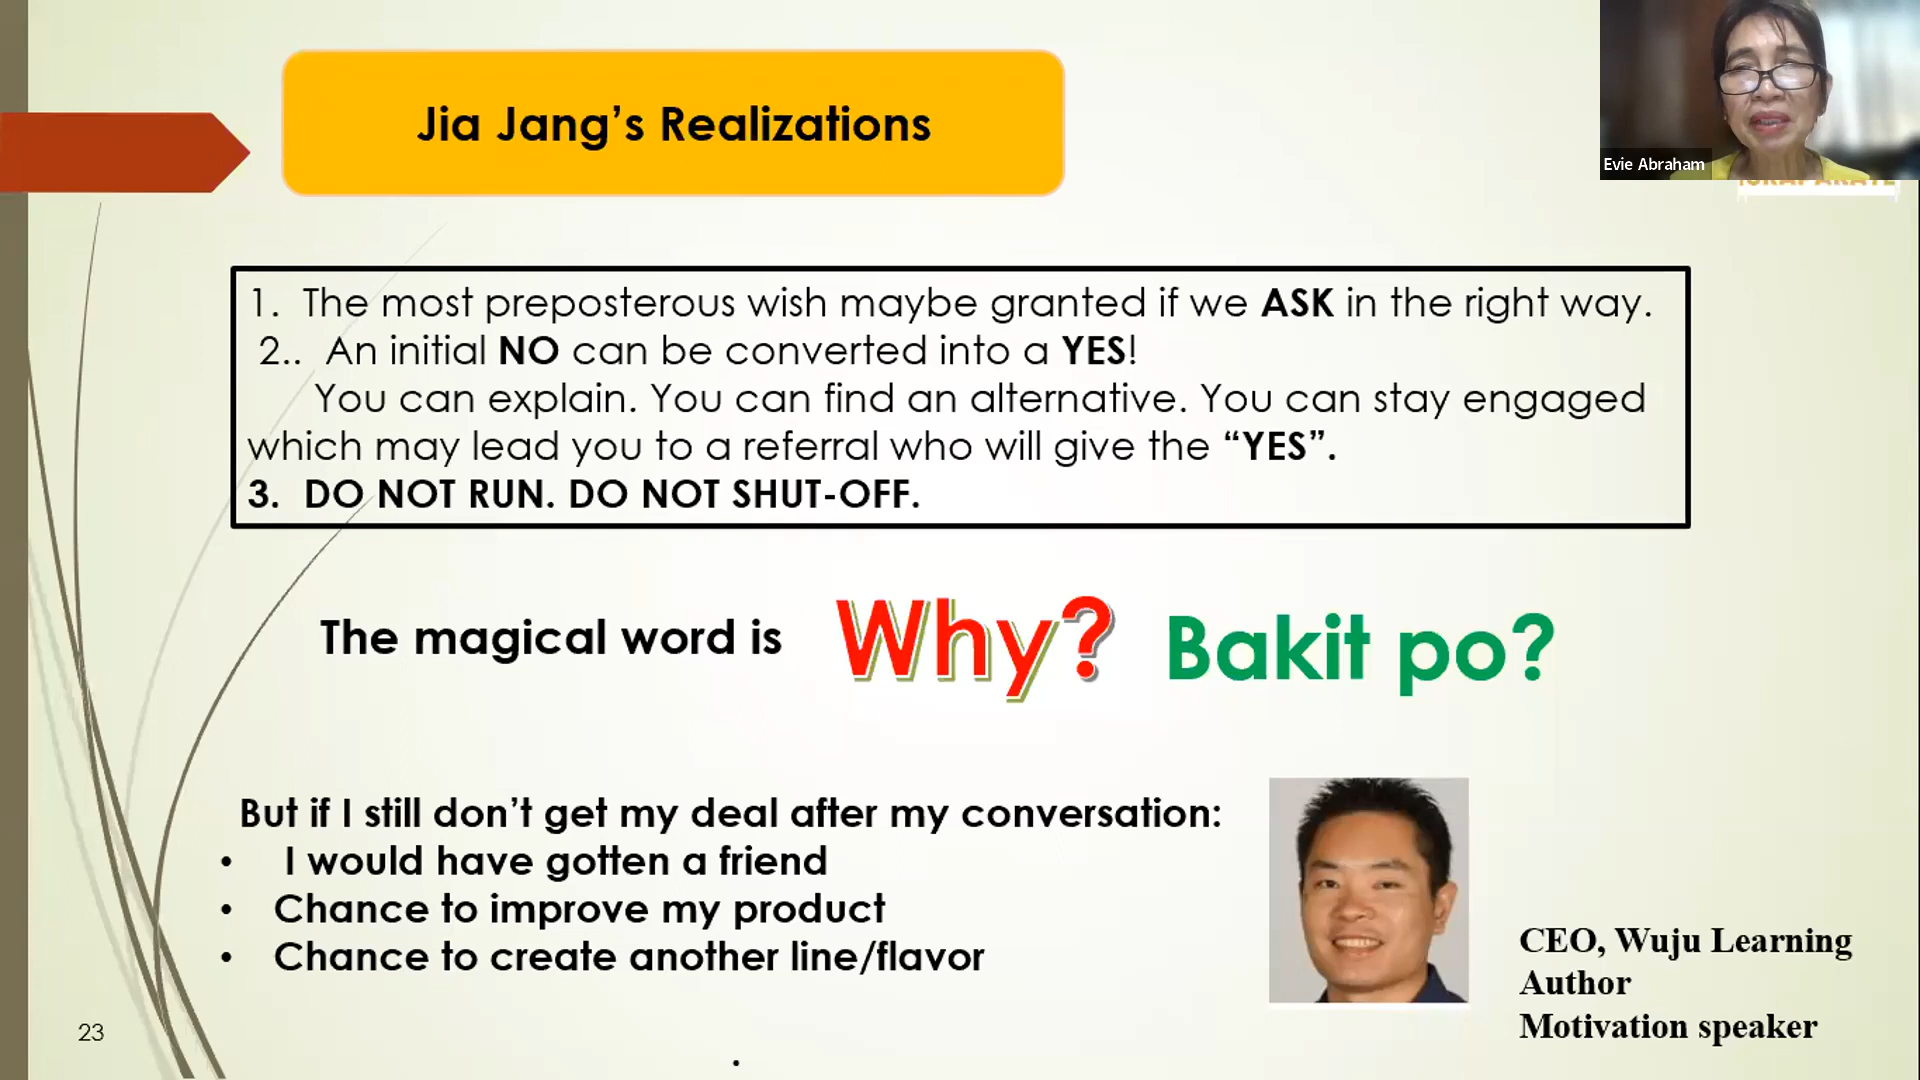 Jia Jang’s Realizations
Evie Abraham
1. The most preposterous wish maybe granted if we ASK in the right way.
2.. An initial NO can be converted into a YES!
You can explain. You can find an alternative. You can stay engaged
which may lead you to a referral who will give the “YES”.
3. DO NOT RUN. DO NOT SHUT-OFF.
The magical word is Why? Bakit po?
But if I still don’t get my deal after my conversation:
• I would have gotten a friend
• Chance to improve my product
• Chance to create another line/flavor
CEO, Wuju Learning
Author
Motivation speaker
23
.